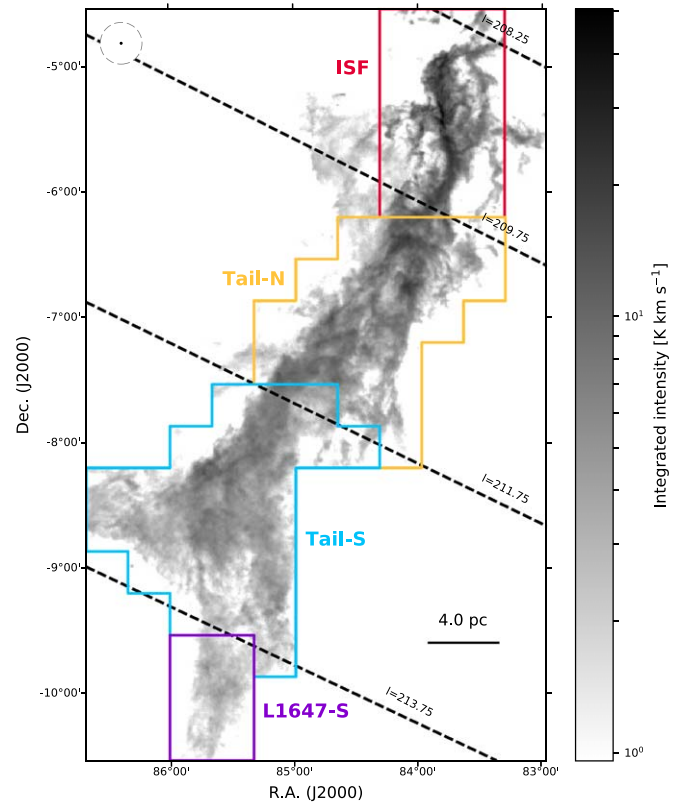 l=208.25
-5°00'
ISF
-6°00'
l=209.75
Tail-N
-7°00'
Dec. (J2000)
-8°00'
l=211.75
Tail-S
-9°00'
4.0 pc
-10°00'
l=213.75
L1647-S
86°00' 85°00' 84°00' 83°00'
R.A. (J2000)
10¹
10⁰
Integrated intensity [K km s⁻¹]